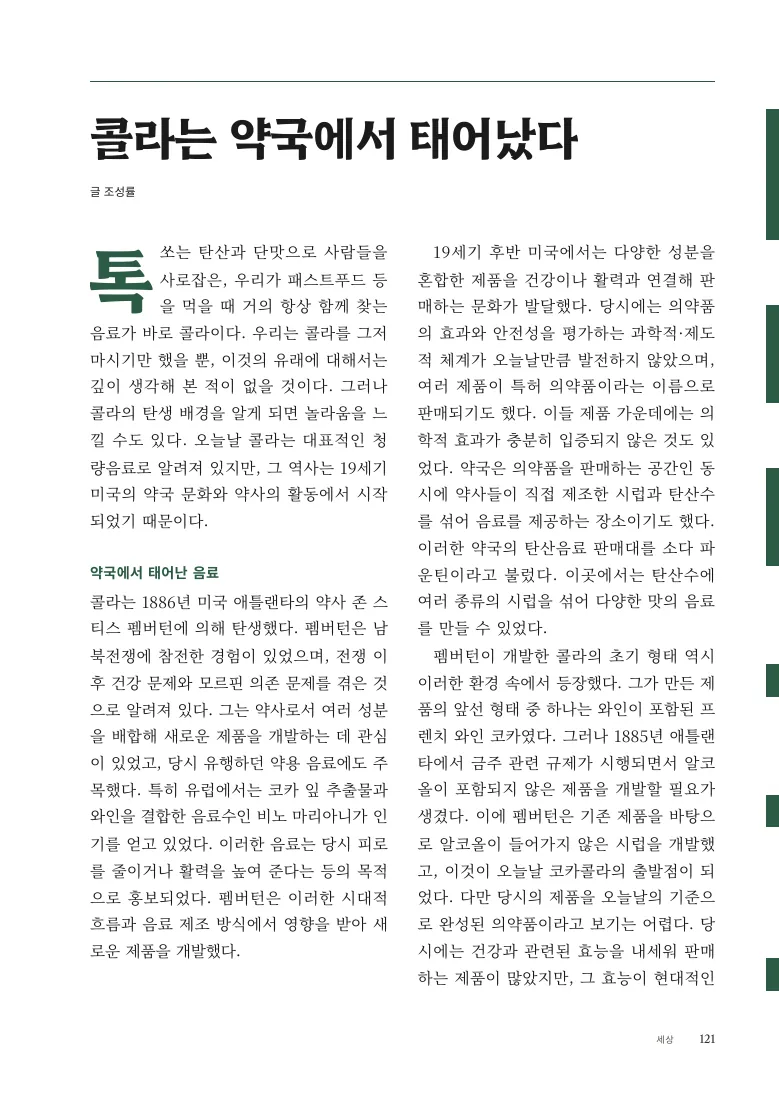 콜라는 약국에서 태어났다
글 조성률
톡
쏘는 탄산과 단맛으로 사람들을
사로잡은, 우리가 패스트푸드 등
을 먹을 때 거의 항상 함께 찾는
음료가 바로 콜라이다. 우리는 콜라를 그저
마시기만 했을 뿐, 이것의 유래에 대해서는
깊이 생각해 본 적이 없을 것이다. 그러나
콜라의 탄생 배경을 알게 되면 놀라움을 느
낄 수도 있다. 오늘날 콜라는 대표적인 청
량음료로 알려져 있지만, 그 역사는 19세기
미국의 약국 문화와 약사의 활동에서 시작
되었기 때문이다.
약국에서 태어난 음료
콜라는 1886년 미국 애틀랜타의 약사 존 스
티스 펨버턴에 의해 탄생했다. 펨버턴은 남
북전쟁에 참전한 경험이 있었으며, 전쟁 이
후 건강 문제와 모르핀 의존 문제를 겪은 것
으로 알려져 있다. 그는 약사로서 여러 성분
을 배합해 새로운 제품을 개발하는 데 관심
이 있었고, 당시 유행하던 약용 음료에도 주
목했다. 특히 유럽에서는 코카 잎 추출물과
와인을 결합한 음료수인 비노 마리아니가 인
기를 얻고 있었다. 이러한 음료는 당시 피로
를 줄이거나 활력을 높여 준다는 등의 목적
으로 홍보되었다. 펨버턴은 이러한 시대적
흐름과 음료 제조 방식에서 영향을 받아 새
로운 제품을 개발했다.
19세기 후반 미국에서는 다양한 성분을
혼합한 제품을 건강이나 활력과 연결해 판
매하는 문화가 발달했다. 당시에는 의약품
의 효과와 안전성을 평가하는 과학적·제도
적 체계가 오늘날만큼 발전하지 않았으며,
여러 제품이 특허 의약품이라는 이름으로
판매되기도 했다. 이들 제품 가운데에는 의
학적 효과가 충분히 입증되지 않은 것도 있
었다. 약국은 의약품을 판매하는 공간인 동
시에 약사들이 직접 제조한 시럽과 탄산수
를 섞어 음료를 제공하는 장소이기도 했다.
이러한 약국의 탄산음료 판매대를 소다 파
운틴이라고 불렀다. 이곳에서는 탄산수에
여러 종류의 시럽을 섞어 다양한 맛의 음료
를 만들 수 있었다.
펨버턴이 개발한 콜라의 초기 형태 역시
이러한 환경 속에서 등장했다. 그가 만든 제
품의 앞선 형태 중 하나는 와인이 포함된 프
렌치 와인 코카였다. 그러나 1885년 애틀랜
타에서 금주 관련 규제가 시행되면서 알코
올이 포함되지 않은 제품을 개발할 필요가
생겼다. 이에 펨버턴은 기존 제품을 바탕으
로 알코올이 들어가지 않은 시럽을 개발했
고, 이것이 오늘날 코카콜라의 출발점이 되
었다. 다만 당시의 제품을 오늘날의 기준으
로 완성된 의약품이라고 보기는 어렵다. 당
시에는 건강과 관련된 효능을 내세워 판매
하는 제품이 많았지만, 그 효능이 현대적인
세상 121